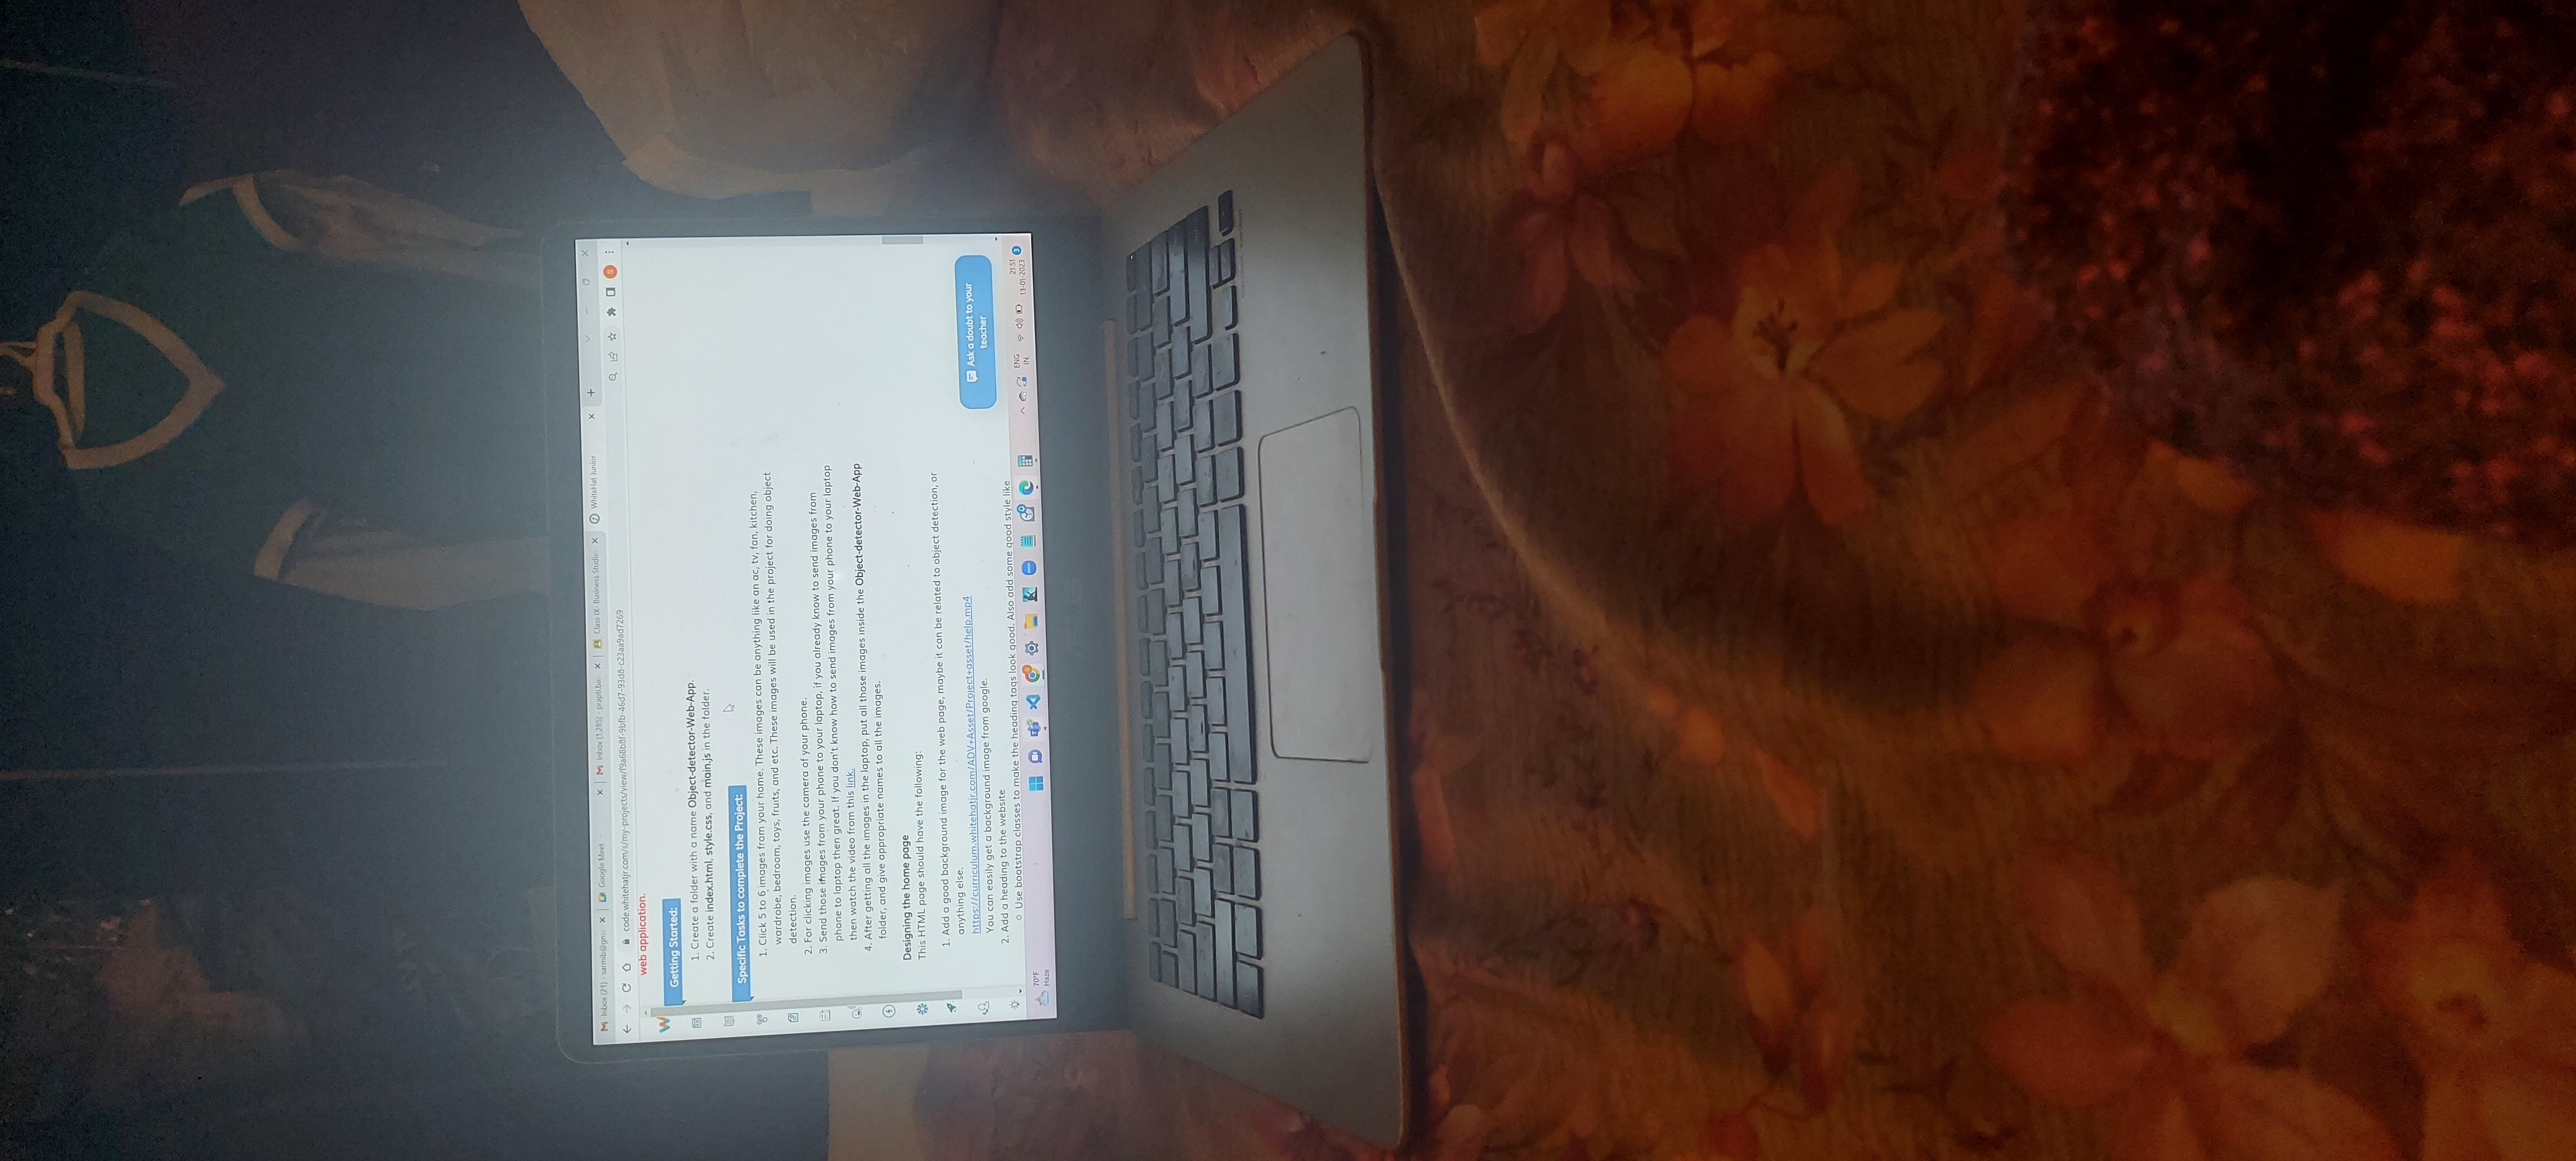 Inbox (21) - sarmib@gm
Google Meet
Inbox (1,285) - prapti.ba
Class IX- Business Studie
WhiteHat Junior
code.whitehatjr.com/s/my-projects/view/f9a68b8f-9bfb-46d7-93d8-c23aa9ad7269
S
web application.
W
Getting Started:
1. Create a folder with a name Object-detector-Web-App.
2. Create index.html, style.css, and main.js in the folder.
Specific Tasks to complete the Project:
1. Click 5 to 6 images from your home. These images can be anything like an ac, tv, fan, kitchen,
wardrobe, bedroom, toys, fruits, and etc. These images will be used in the project for doing object
detection.
2. For clicking images use the camera of your phone.
3. Send those images from your phone to your laptop, if you already know to send images from
phone to laptop then great. If you don't know how to send images from your phone to your laptop
then watch the video from this link.
4. After getting all the images in the laptop, put all those images inside the Object-detector-Web-App
folder, and give appropriate names to all the images.
Designing the home page
This HTML page should have the following:
1. Add a good background image for the web page, maybe it can be related to object detection, or
anything else.
https://curriculum.whitehatjr.com/ADV+Asset/Project+asset/help.mp4
You can easily get a background image from google.
2. Add a heading to the website
o Use bootstrap classes to make the heading tags look good. Also add some good style like
Ask a doubt to your
teacher
70°F
Haze
ENG
IN
21:51
13-01-2023
3